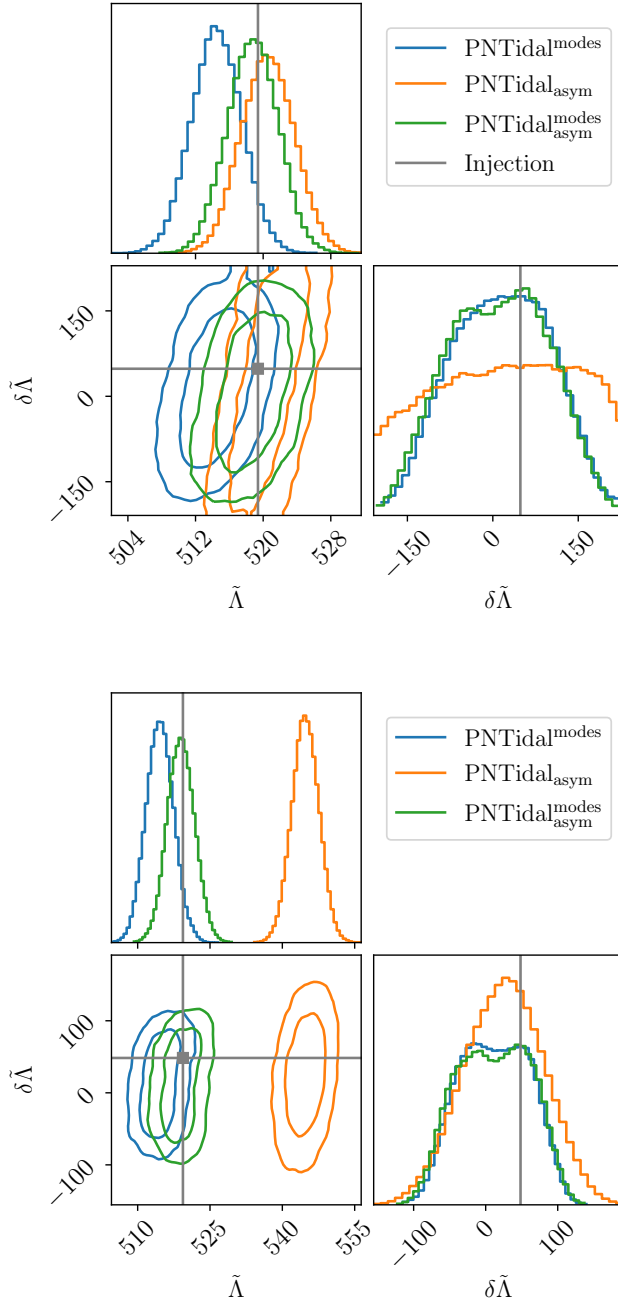 PNTidal^modes
PNTidal_asym
PNTidal^modes_asym
Injection
150
0
−150
δΛ̃
504
512
520
528
Λ̃
−150
0
150
δΛ̃
PNTidal^modes
PNTidal_asym
PNTidal^modes_asym
100
0
−100
δΛ̃
510
525
540
555
Λ̃
−100
0
100
δΛ̃